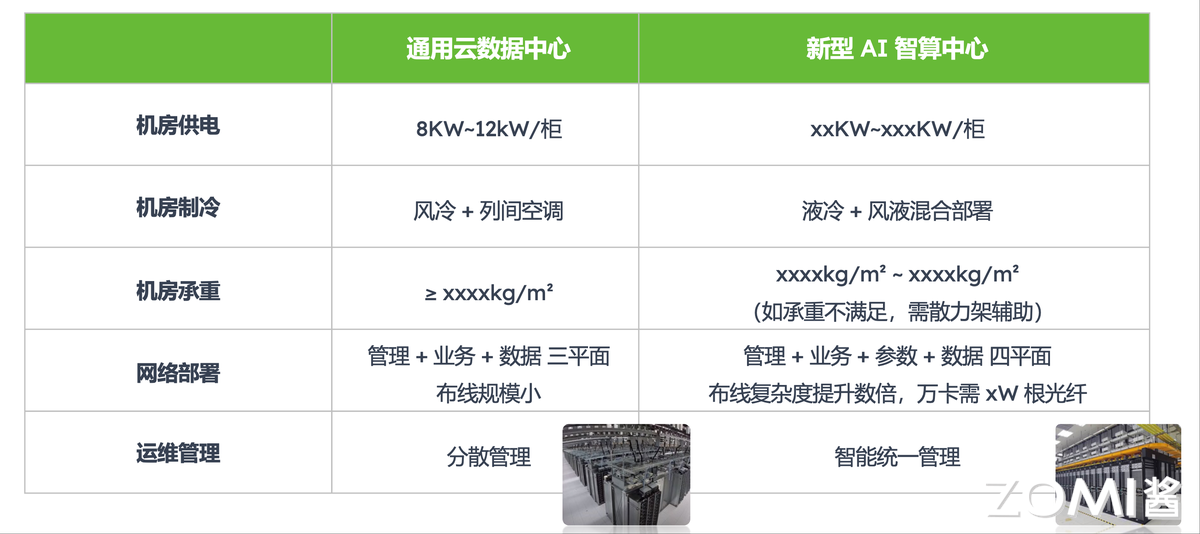 通用云数据中心
新型 AI 智算中心
机房供电
8KW~12kW/柜
xxKW~xxxKW/柜
机房制冷
风冷 + 列间空调
液冷 + 风液混合部署
机房承重
≥ xxxxkg/m²
xxxxkg/m² ~ xxxxkg/m²
（如承重不满足，需散力架辅助）
网络部署
管理 + 业务 + 数据 三平面
布线规模小
管理 + 业务 + 参数 + 数据 四平面
布线复杂度提升数倍，万卡需 xW 根光纤
运维管理
分散管理
智能统一管理
ZOMI酱